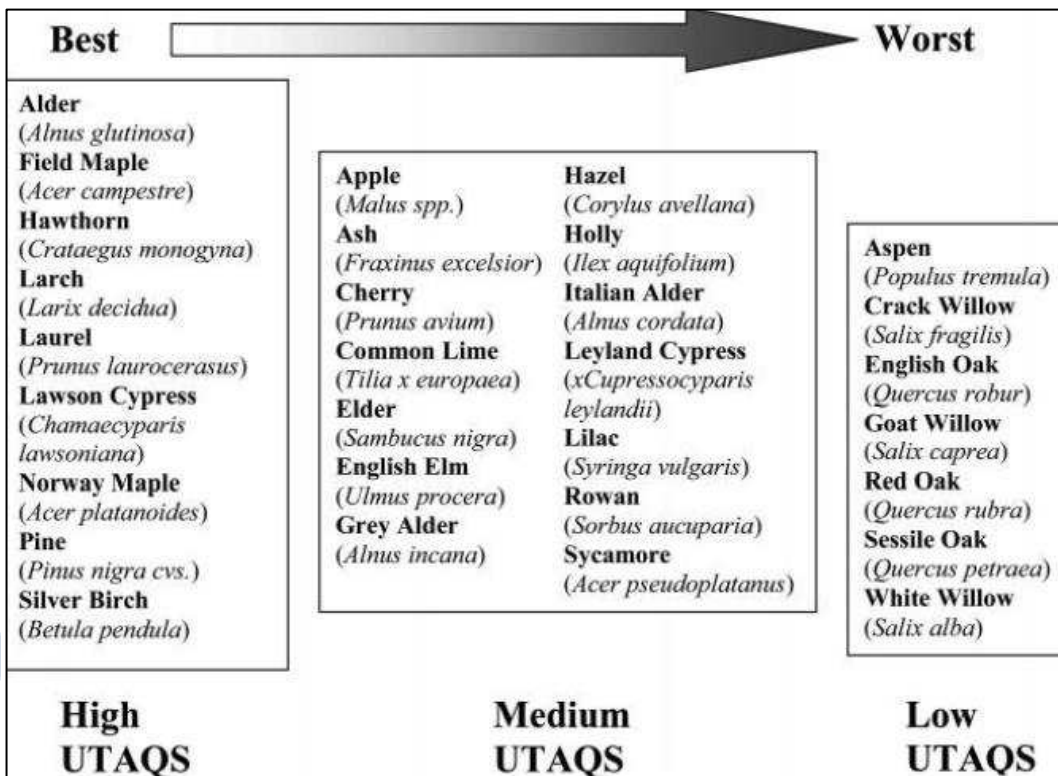 Best
Worst
Alder
(Alnus glutinosa)
Field Maple
(Acer campestre)
Hawthorn
(Crataegus monogyna)
Larch
(Larix decidua)
Laurel
(Prunus laurocerasus)
Lawson Cypress
(Chamaecyparis
lawsoniana)
Norway Maple
(Acer platanoides)
Pine
(Pinus nigra cvs.)
Silver Birch
(Betula pendula)
Apple
(Malus spp.)
Ash
(Fraxinus excelsior)
Cherry
(Prunus avium)
Common Lime
(Tilia x europaea)
Elder
(Sambucus nigra)
English Elm
(Ulmus procera)
Grey Alder
(Alnus incana)
Hazel
(Corylus avellana)
Holly
(Ilex aquifolium)
Italian Alder
(Alnus cordata)
Leyland Cypress
(xCupressocyparis
leylandii)
Lilac
(Syringa vulgaris)
Rowan
(Sorbus aucuparia)
Sycamore
(Acer pseudoplatanus)
Aspen
(Populus tremula)
Crack Willow
(Salix fragilis)
English Oak
(Quercus robur)
Goat Willow
(Salix caprea)
Red Oak
(Quercus rubra)
Sessile Oak
(Quercus petraea)
White Willow
(Salix alba)
High
UTAQS
Medium
UTAQS
Low
UTAQS